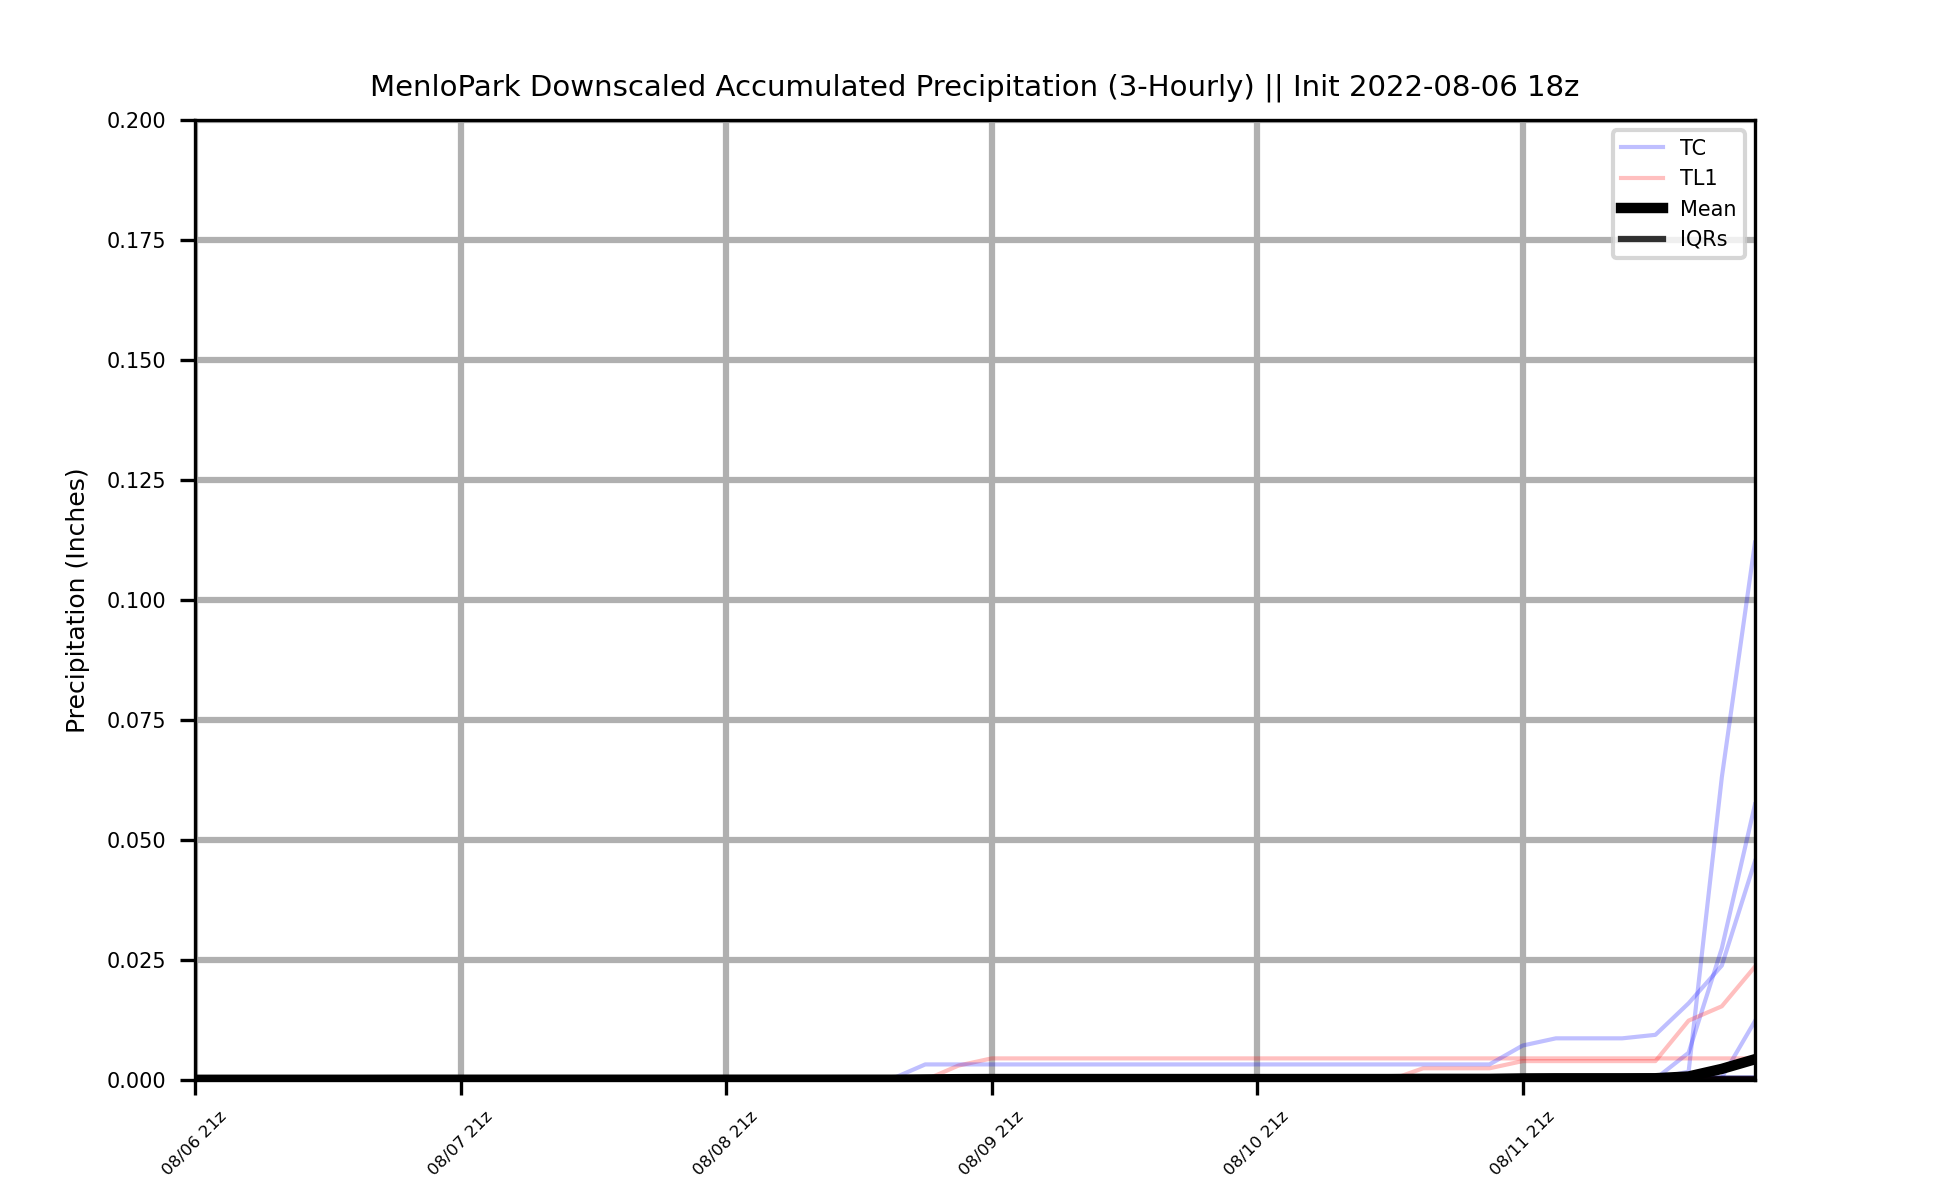 MenloPark Downscaled Accumulated Precipitation (3-Hourly) || Init 2022-08-06 18z
0.200
0.175
0.150
0.125
0.100
0.075
0.050
0.025
0.000
Precipitation (Inches)
TC
TL1
Mean
IQRs
08/06 21z
08/07 21z
08/08 21z
08/09 21z
08/10 21z
08/11 21z